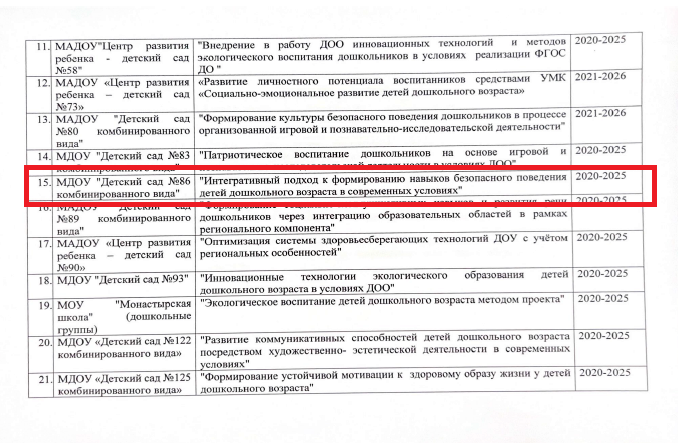 11. МАДОУ"Центр развития "Внедрение в работу ДОО инновационных технологий и методов 2020-2025
ребенка - детский сад экологического воспитания дошкольников в условиях реализации ФГОС
№58" ДО "
12. МАДОУ «Центр развития «Развитие личностного потенциала воспитанников средствами УМК 2021-2026
ребенка – детский сад «Социально-эмоциональное развитие детей дошкольного возраста»
№73»
13. МАДОУ "Детский сад "Формирование культуры безопасного поведения дошкольников в процессе 2021-2026
№80 комбинированного организованной игровой и познавательно-исследовательской деятельности"
вида"
14. МДОУ "Детский сад №83 "Патриотическое воспитание дошкольников на основе игровой и 2020-2025
комбинированного вида" деятельности в условиях ДОО"
15. МДОУ "Детский сад №86 "Интегративный подход к формированию навыков безопасного поведения 2020-2025
комбинированного вида" детей дошкольного возраста в современных условиях"
16. МАДОУ "Детский сад "Формирование навыков и развития речи 2020-2025
№89 комбинированного дошкольников через интеграцию образовательных областей в рамках
вида" регионального компонента"
17. МАДОУ «Центр развития "Оптимизация системы здоровьесберегающих технологий ДОУ с учётом 2020-2025
ребенка – детский сад региональных особенностей"
№90»
18. МДОУ "Детский сад №93" "Инновационные технологии экологического образования детей 2020-2025
дошкольного возраста в условиях ДОО"
19. МОУ "Монастырская "Экологическое воспитание детей дошкольного возраста методом проекта" 2020-2025
школа" (дошкольные
группы)
20. МДОУ «Детский сад №122 "Развитие коммуникативных способностей детей дошкольного возраста 2020-2025
комбинированного вида» посредством художественно- эстетической деятельности в современных
условиях"
21. МДОУ «Детский сад №125 "Формирование устойчивой мотивации к здоровому образу жизни у детей 2020-2025
комбинированного вида» дошкольного возраста"